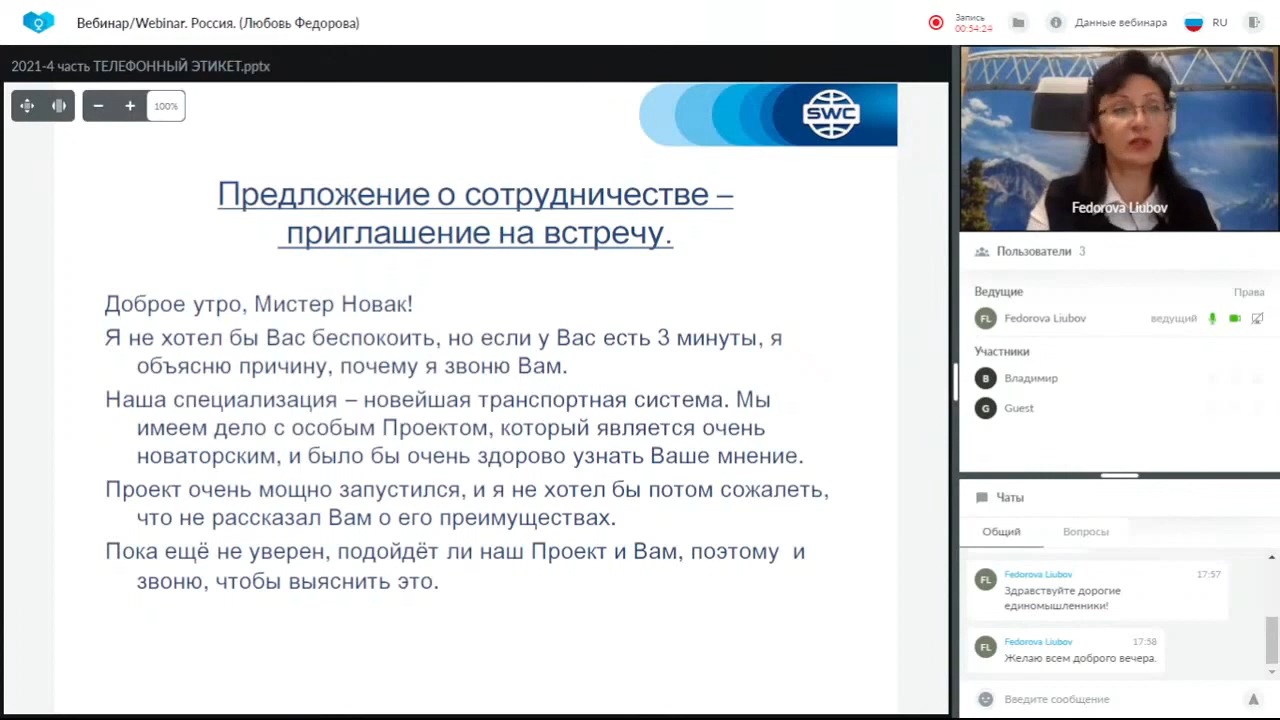 Вебинар/Webinar. Россия. (Любовь Федорова)
Запись
00:54:24
Данные вебинара
RU
2021-4 часть ТЕЛЕФОННЫЙ ЭТИКЕТ.pptx
100%
SWC
Предложение о сотрудничестве –
приглашение на встречу.
Доброе утро, Мистер Новак!
Я не хотел бы Вас беспокоить, но если у Вас есть 3 минуты, я
объясню причину, почему я звоню Вам.
Наша специализация – новейшая транспортная система. Мы
имеем дело с особым Проектом, который является очень
новаторским, и было бы очень здорово узнать Ваше мнение.
Проект очень мощно запустился, и я не хотел бы потом сожалеть,
что не рассказал Вам о его преимуществах.
Пока ещё не уверен, подойдёт ли наш Проект и Вам, поэтому и
звоню, чтобы выяснить это.
Fedorova Liubov
Пользователи 3
Ведущие Права
FL Fedorova Liubov ведущий
Участники
В Владимир
G Guest
Чаты
Общий Вопросы
FL Fedorova Liubov 17:57
Здравствуйте дорогие
единомышленники!
FL Fedorova Liubov 17:58
Желаю всем доброго вечера.
Введите сообщение